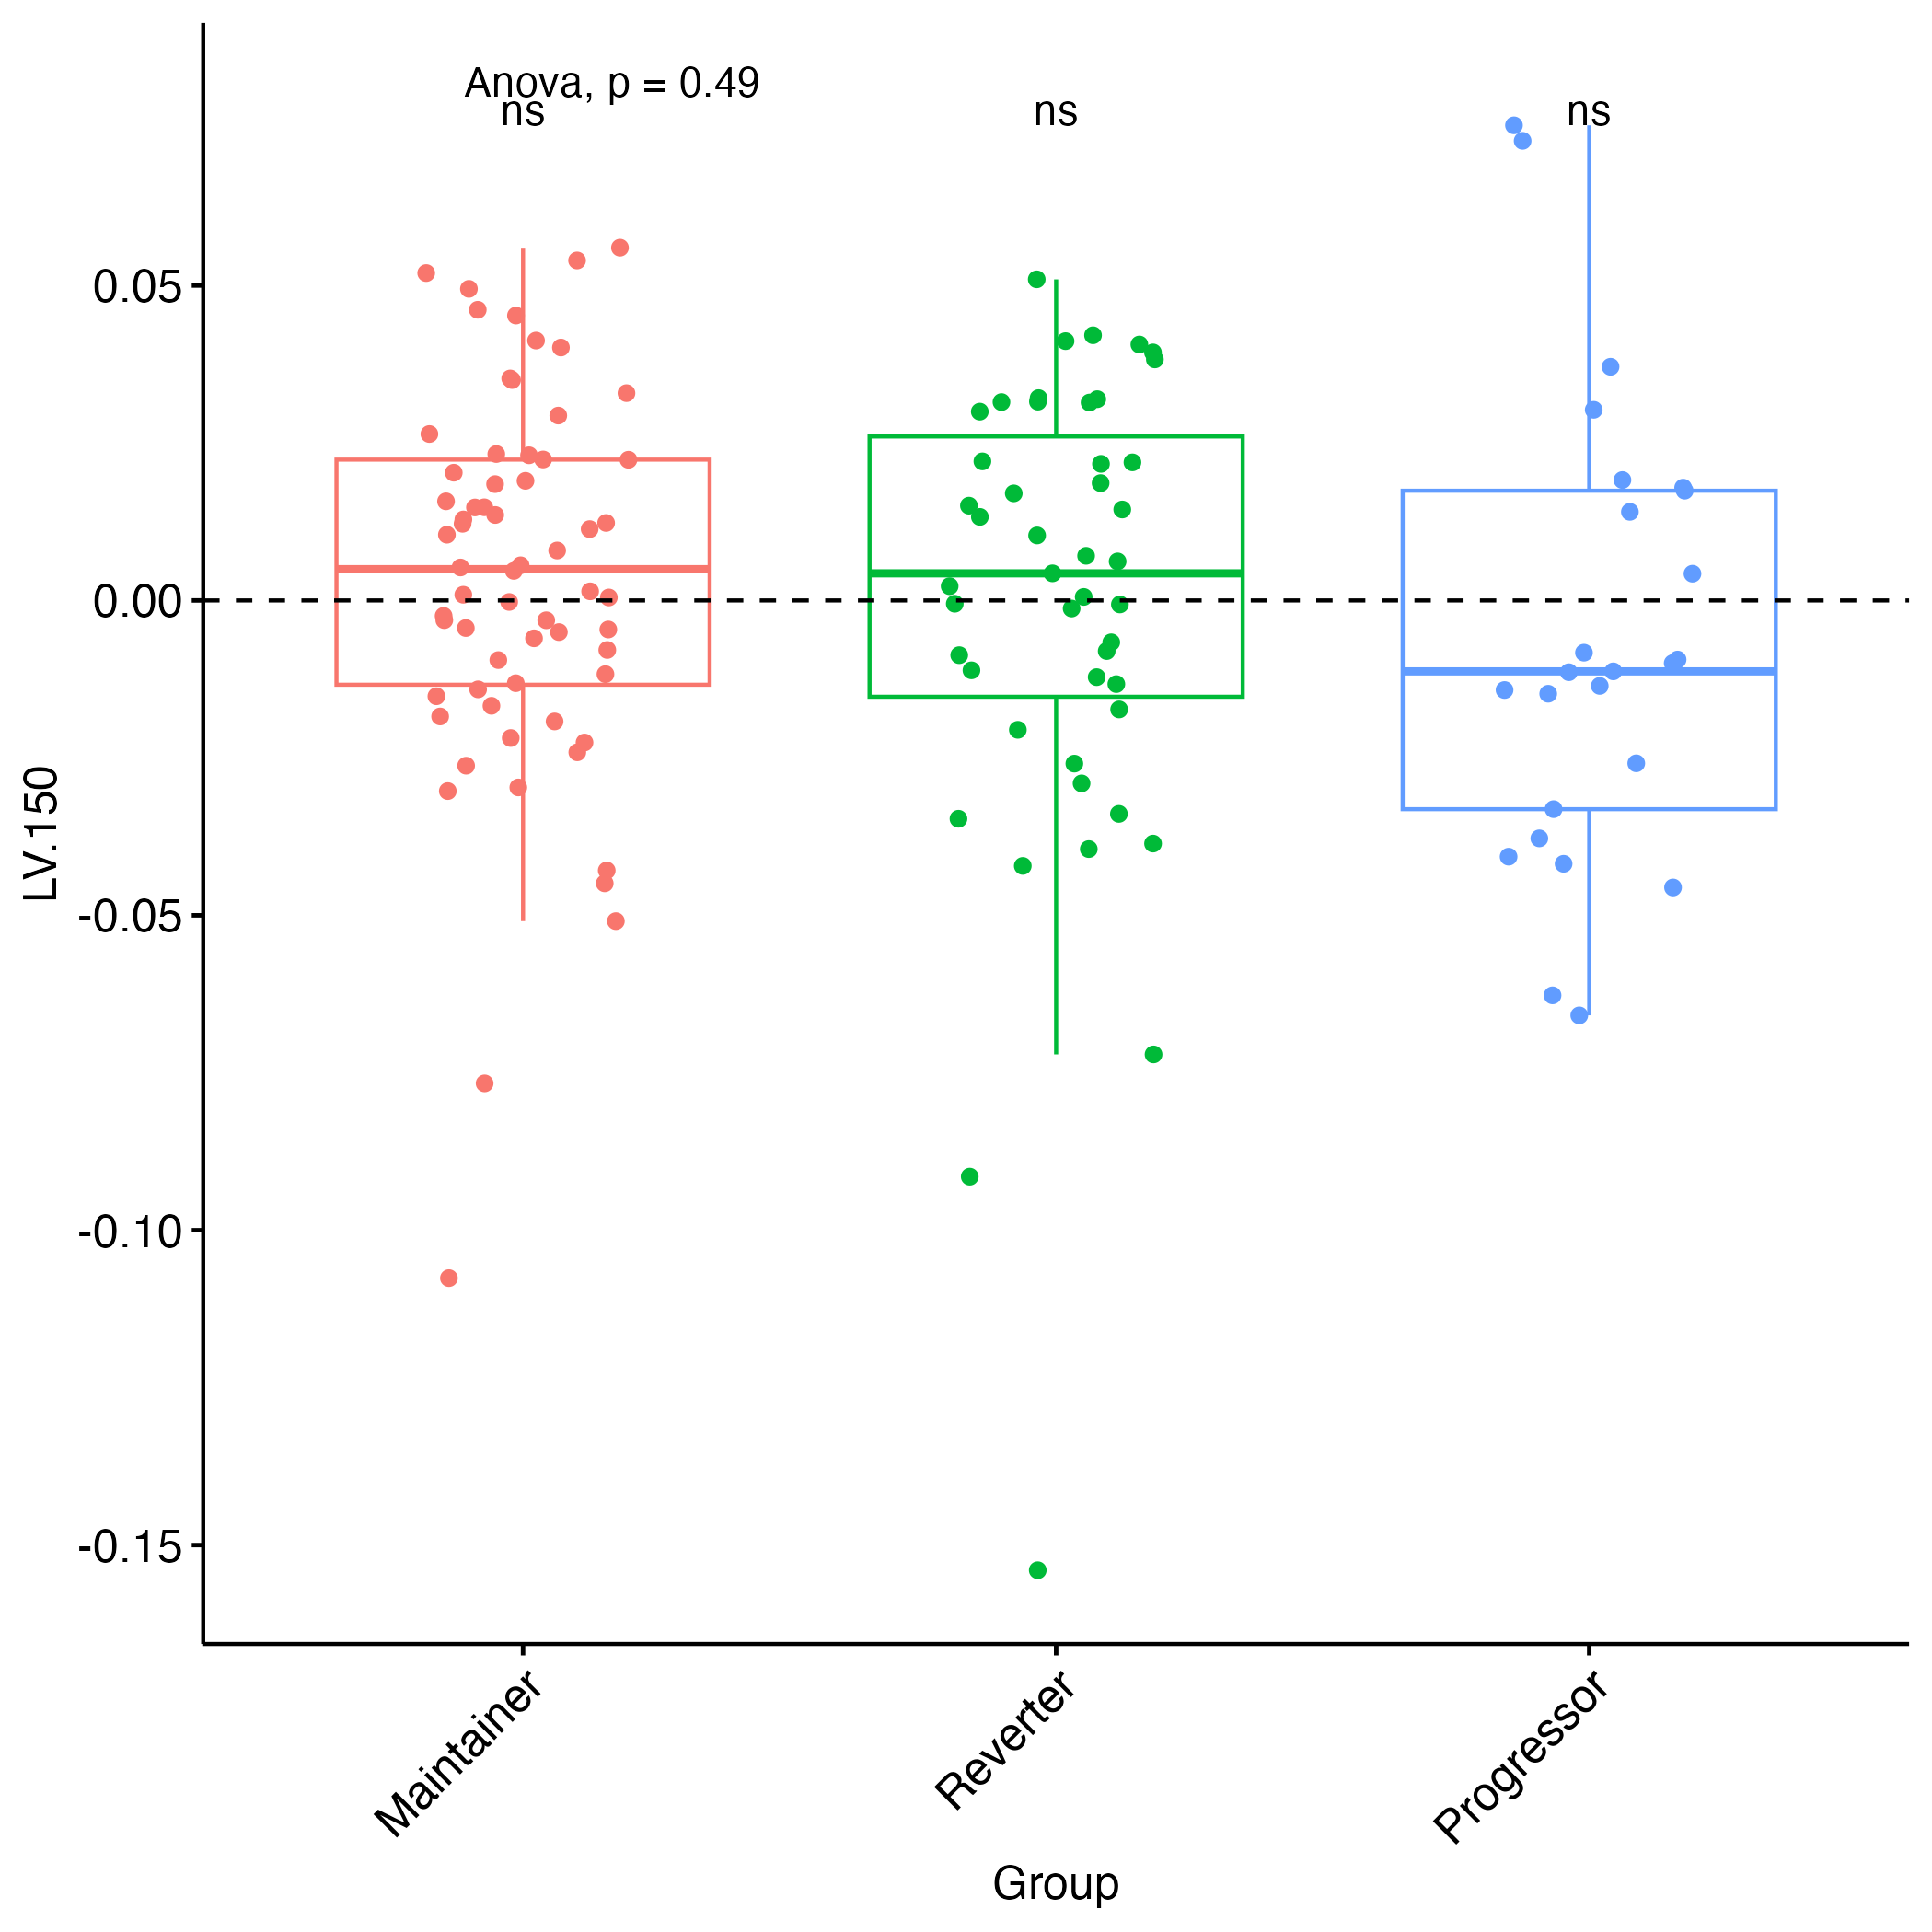 Anova, p = 0.49
ns
ns
ns
0.05
0.00
-0.05
-0.10
-0.15
LV.150
Maintainer
Reverter
Progressor
Group